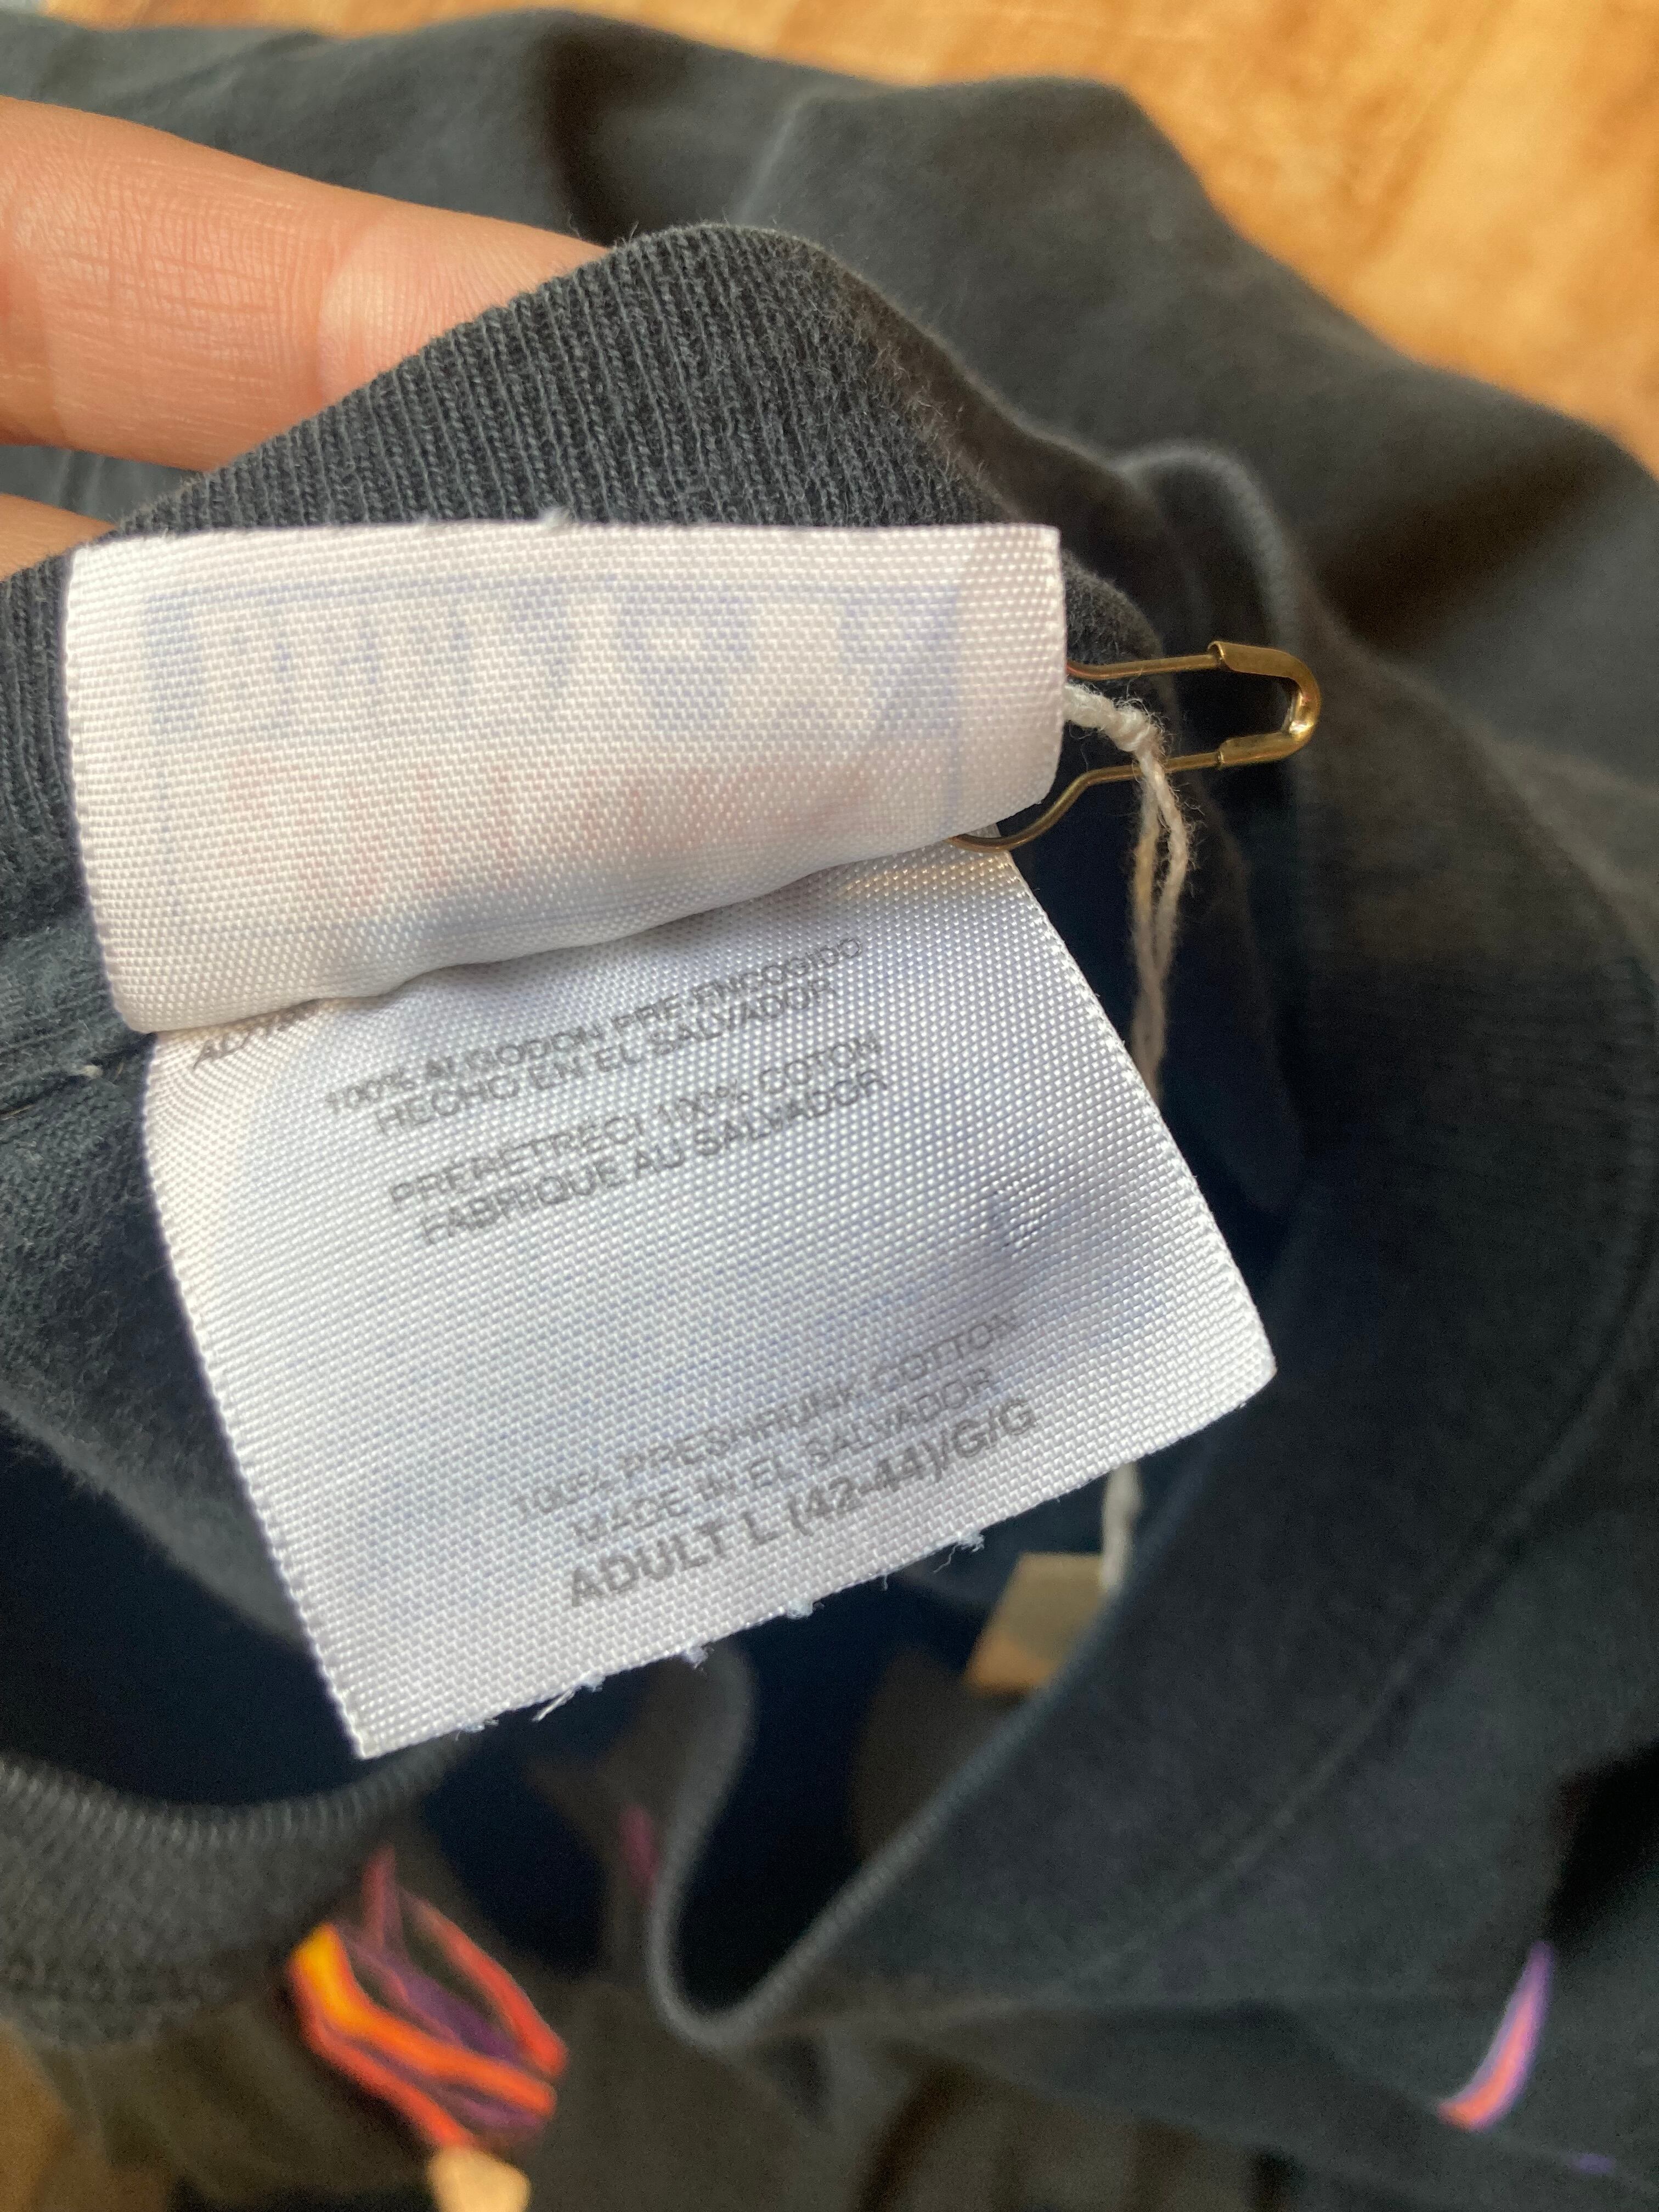 100% ALGODON PRE-ENCOGIDO
HECHO EN EL SALVADOR
PRERETRECI 100% COTON
FABRIQUE AU SALVADOR
100% PRESHRUNK COTTON
MADE IN EL SALVADOR
ADULT L (42-44)/G/G